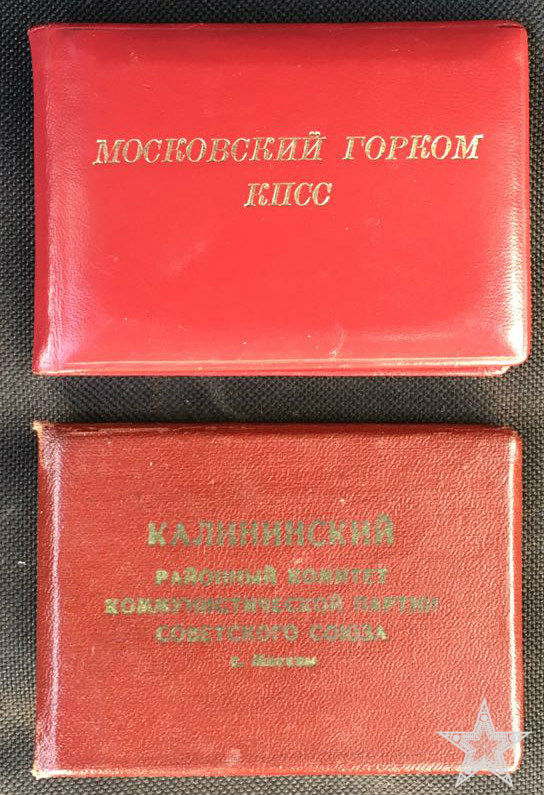 МОСКОВСКИЙ ГОРКОМ
КПСС
КАЛИНИНСКИЙ
РАЙОННЫЙ КОМИТЕТ
КОММУНИСТИЧЕСКОЙ ПАРТИИ
СОВЕТСКОГО СОЮЗА
г. Москвы